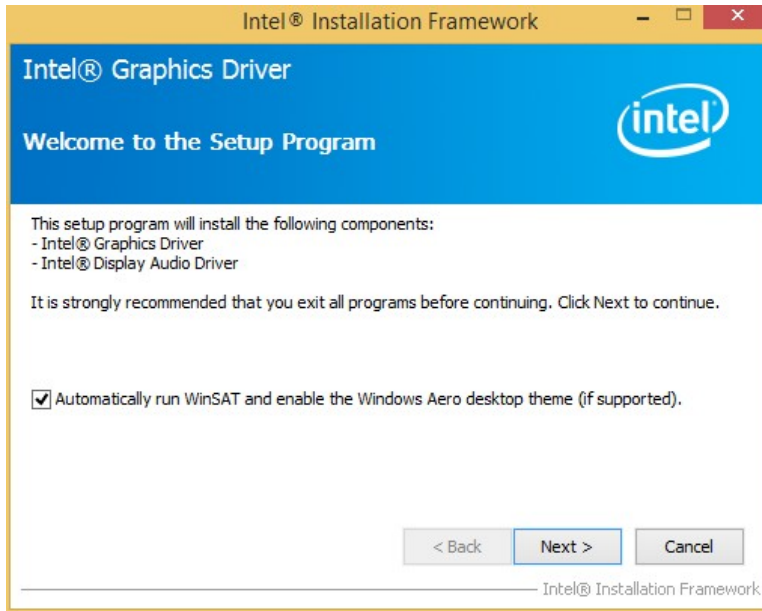 Intel® Installation Framework
Intel® Graphics Driver
intel
Welcome to the Setup Program
This setup program will install the following components:
- Intel® Graphics Driver
- Intel® Display Audio Driver
It is strongly recommended that you exit all programs before continuing. Click Next to continue.
Automatically run WinSAT and enable the Windows Aero desktop theme (if supported).
< Back Next > Cancel
Intel® Installation Framework